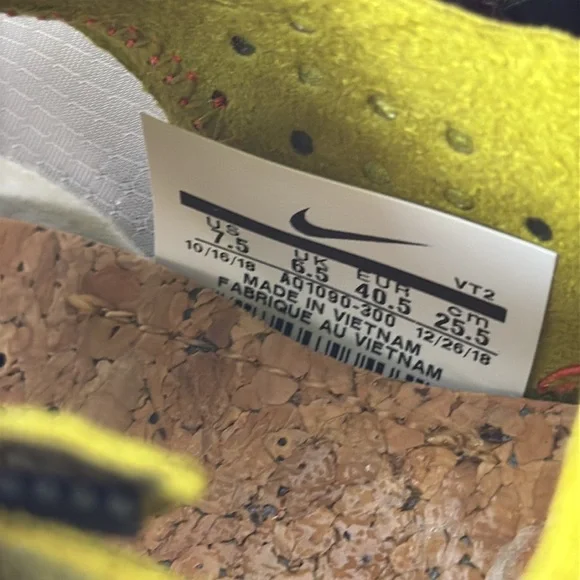 VT2
US UK EUR cm
7.5 6.5 40.5 25.5
10/16/18 AO1090-300 12/26/18
MADE IN VIETNAM
FABRIQUE AU VIETNAM